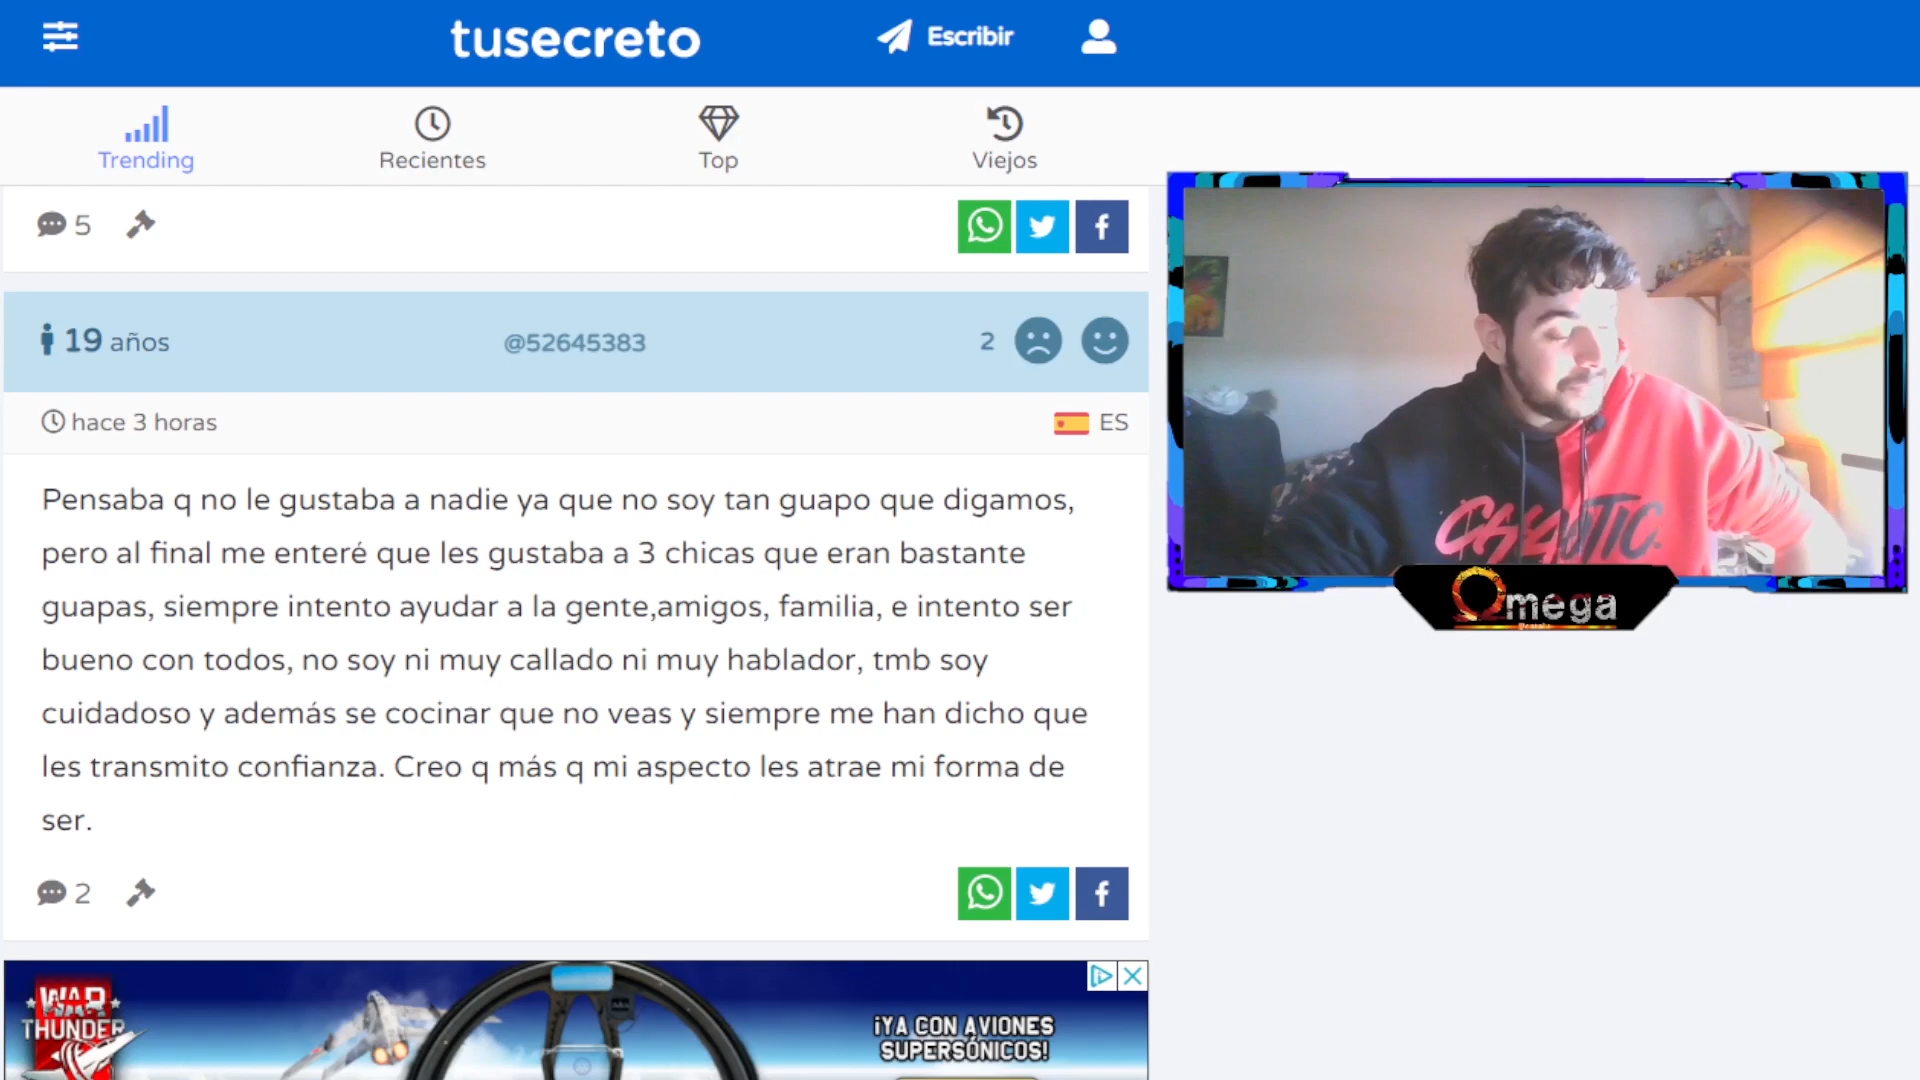 tusecreto
Escribir
Trending
Recientes
Top
Viejos
5
19 años
@52645383
2
hace 3 horas
ES
Pensaba q no le gustaba a nadie ya que no soy tan guapo que digamos,
pero al final me enteré que les gustaba a 3 chicas que eran bastante
guapas, siempre intento ayudar a la gente,amigos, familia, e intento ser
bueno con todos, no soy ni muy callado ni muy hablador, tmb soy
cuidadoso y además se cocinar que no veas y siempre me han dicho que
les transmito confianza. Creo q más q mi aspecto les atrae mi forma de
ser.
2
WAR
THUNDER
¡YA CON AVIONES
SUPERSÓNICOS!
Omega